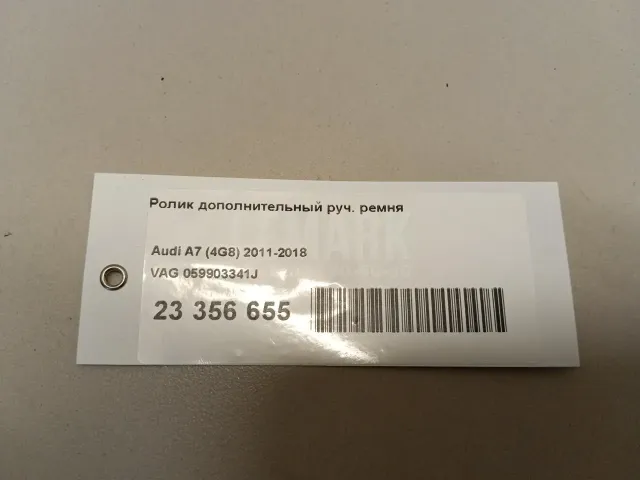 Ролик дополнительный руч. ремня
Audi A7 (4G8) 2011-2018
VAG 059903341J
23 356 655